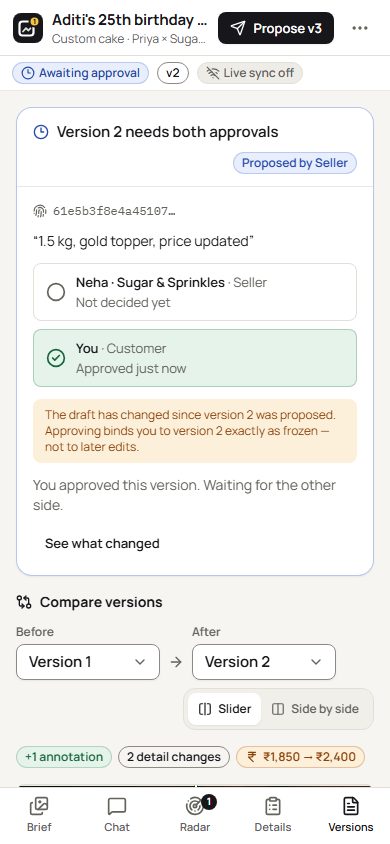 Aditi's 25th birthday ...
Custom cake · Priya × Suga...
Propose v3
Awaiting approval
v2
Live sync off
Version 2 needs both approvals
Proposed by Seller
61e5b3f8e4a45107…
“1.5 kg, gold topper, price updated”
Neha · Sugar & Sprinkles · Seller
Not decided yet
You · Customer
Approved just now
The draft has changed since version 2 was proposed.
Approving binds you to version 2 exactly as frozen —
not to later edits.
You approved this version. Waiting for the other
side.
See what changed
Compare versions
Before
After
Version 1
Version 2
Slider
Side by side
+1 annotation
2 detail changes
₹ ₹1,850 → ₹2,400
1
Brief
Chat
Radar
Details
Versions